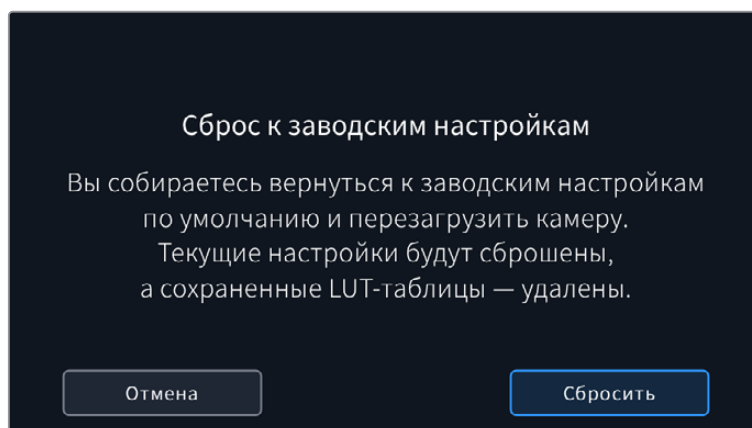 Сброс к заводским настройкам
Вы собираетесь вернуться к заводским настройкам
по умолчанию и перезагрузить камеру.
Текущие настройки будут сброшены,
а сохраненные LUT-таблицы — удалены.
Отмена
Сбросить